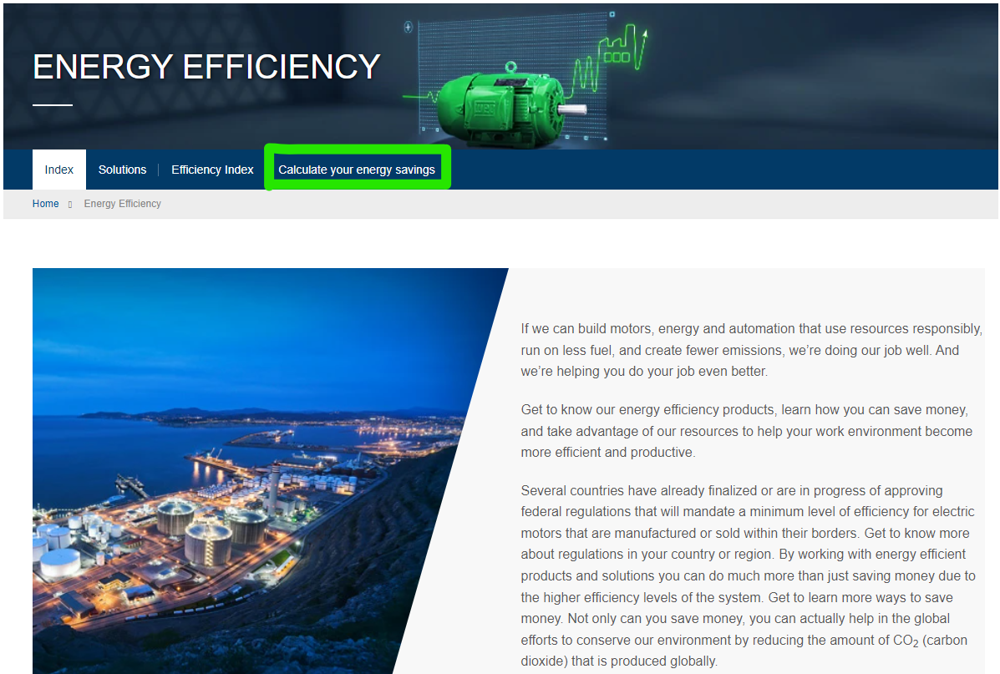 ENERGY EFFICIENCY
WEG
Index
Solutions
Efficiency Index
Calculate your energy savings
Home
Energy Efficiency
If we can build motors, energy and automation that use resources responsibly,
run on less fuel, and create fewer emissions, we’re doing our job well. And
we’re helping you do your job even better.
Get to know our energy efficiency products, learn how you can save money,
and take advantage of our resources to help your work environment become
more efficient and productive.
Several countries have already finalized or are in progress of approving
federal regulations that will mandate a minimum level of efficiency for electric
motors that are manufactured or sold within their borders. Get to know more
about regulations in your country or region. By working with energy efficient
products and solutions you can do much more than just saving money due to
the higher efficiency levels of the system. Get to learn more ways to save
money. Not only can you save money, you can actually help in the global
efforts to conserve our environment by reducing the amount of CO₂ (carbon
dioxide) that is produced globally.